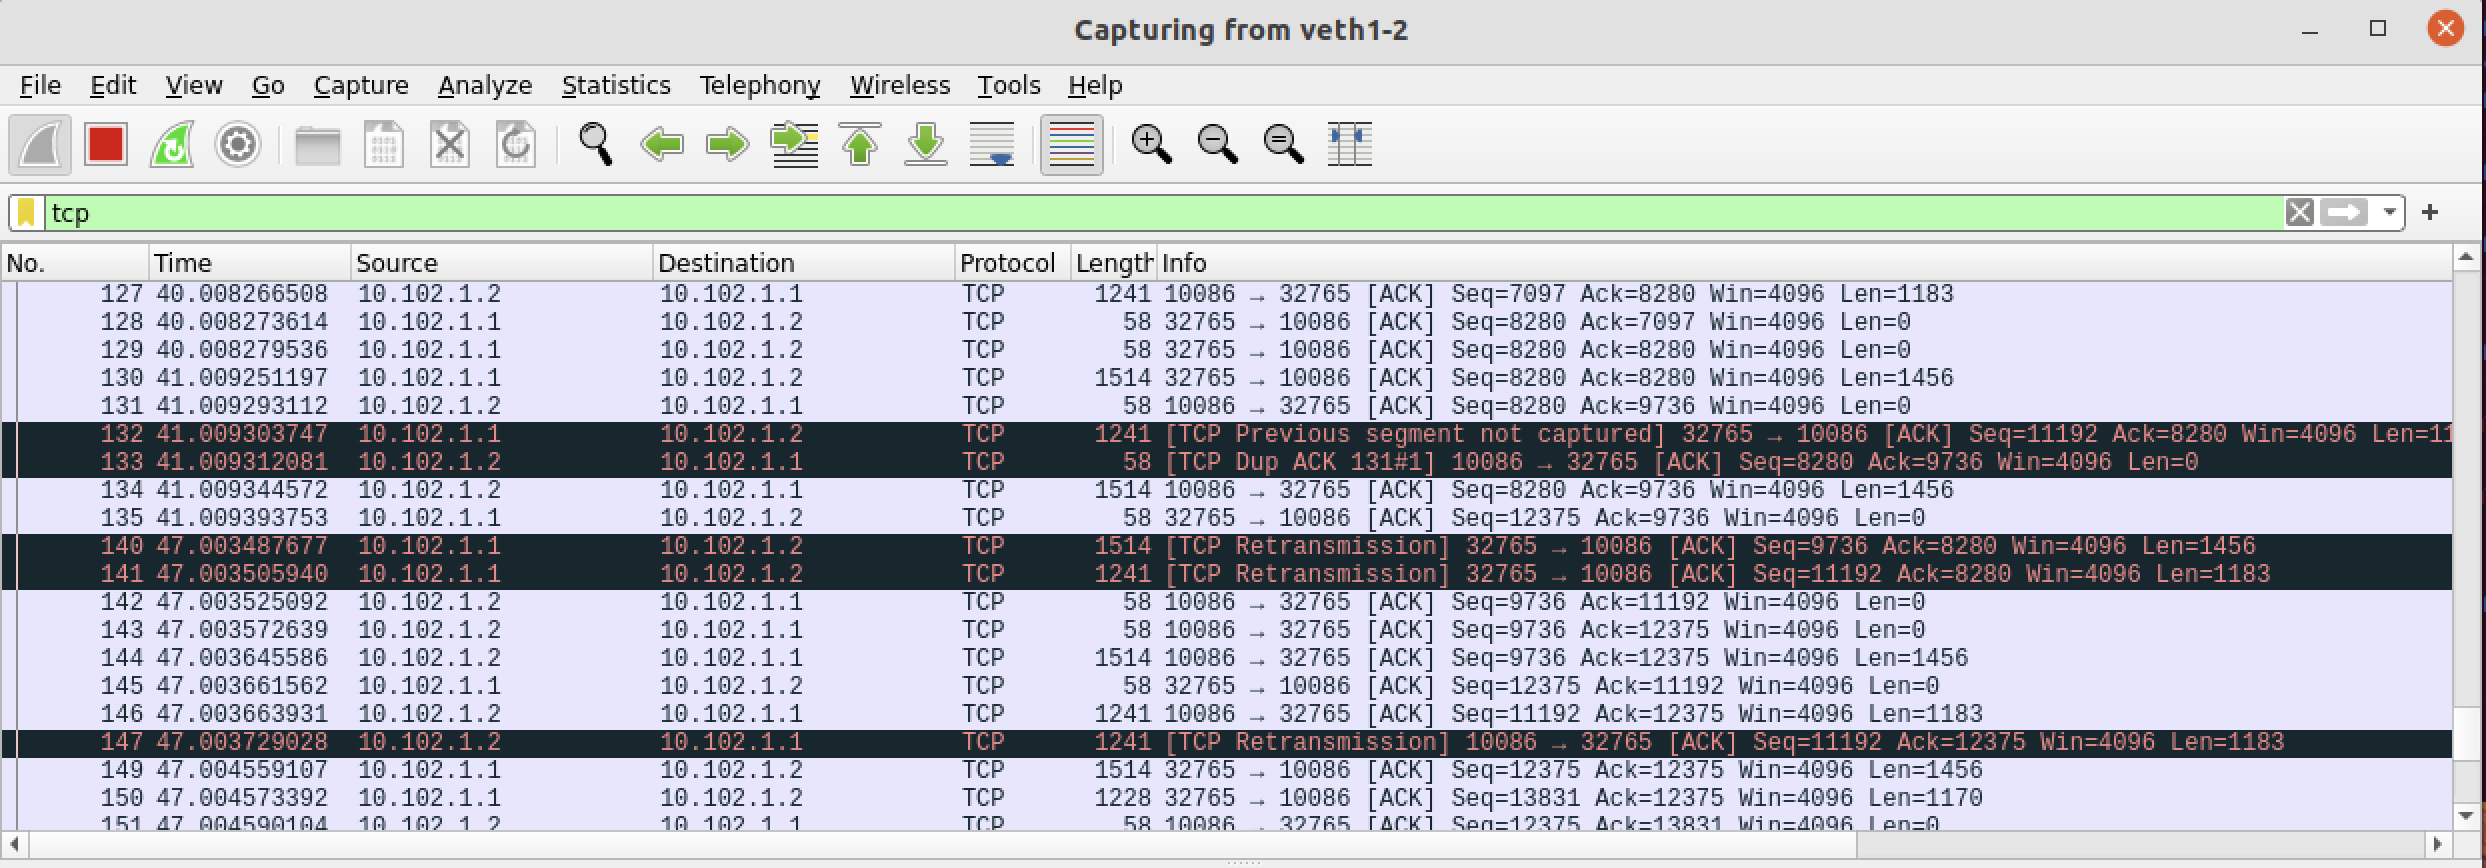 Capturing from veth1-2
File Edit View Go Capture Analyze Statistics Telephony Wireless Tools Help
tcp
No. Time Source Destination Protocol Length Info
127 40.008266508 10.102.1.2 10.102.1.1 TCP 1241 10086 → 32765 [ACK] Seq=7097 Ack=8280 Win=4096 Len=1183
128 40.008273614 10.102.1.1 10.102.1.2 TCP 58 32765 → 10086 [ACK] Seq=8280 Ack=7097 Win=4096 Len=0
129 40.008279536 10.102.1.1 10.102.1.2 TCP 58 32765 → 10086 [ACK] Seq=8280 Ack=8280 Win=4096 Len=0
130 41.009251197 10.102.1.1 10.102.1.2 TCP 1514 32765 → 10086 [ACK] Seq=8280 Ack=8280 Win=4096 Len=1456
131 41.009293112 10.102.1.2 10.102.1.1 TCP 58 10086 → 32765 [ACK] Seq=8280 Ack=9736 Win=4096 Len=0
132 41.009303747 10.102.1.1 10.102.1.2 TCP 1241 [TCP Previous segment not captured] 32765 → 10086 [ACK] Seq=11192 Ack=8280 Win=4096 Len=11
133 41.009312081 10.102.1.2 10.102.1.1 TCP 58 [TCP Dup ACK 131#1] 10086 → 32765 [ACK] Seq=8280 Ack=9736 Win=4096 Len=0
134 41.009344572 10.102.1.2 10.102.1.1 TCP 1514 10086 → 32765 [ACK] Seq=8280 Ack=9736 Win=4096 Len=1456
135 41.009393753 10.102.1.1 10.102.1.2 TCP 58 32765 → 10086 [ACK] Seq=12375 Ack=9736 Win=4096 Len=0
140 47.003487677 10.102.1.1 10.102.1.2 TCP 1514 [TCP Retransmission] 32765 → 10086 [ACK] Seq=9736 Ack=8280 Win=4096 Len=1456
141 47.003505940 10.102.1.1 10.102.1.2 TCP 1241 [TCP Retransmission] 32765 → 10086 [ACK] Seq=11192 Ack=8280 Win=4096 Len=1183
142 47.003525092 10.102.1.2 10.102.1.1 TCP 58 10086 → 32765 [ACK] Seq=9736 Ack=11192 Win=4096 Len=0
143 47.003572639 10.102.1.2 10.102.1.1 TCP 58 10086 → 32765 [ACK] Seq=9736 Ack=12375 Win=4096 Len=0
144 47.003645586 10.102.1.2 10.102.1.1 TCP 1514 10086 → 32765 [ACK] Seq=9736 Ack=12375 Win=4096 Len=1456
145 47.003661562 10.102.1.1 10.102.1.2 TCP 58 32765 → 10086 [ACK] Seq=12375 Ack=11192 Win=4096 Len=0
146 47.003663931 10.102.1.2 10.102.1.1 TCP 1241 10086 → 32765 [ACK] Seq=11192 Ack=12375 Win=4096 Len=1183
147 47.003729028 10.102.1.2 10.102.1.1 TCP 1241 [TCP Retransmission] 10086 → 32765 [ACK] Seq=11192 Ack=12375 Win=4096 Len=1183
149 47.004559107 10.102.1.1 10.102.1.2 TCP 1514 32765 → 10086 [ACK] Seq=12375 Ack=12375 Win=4096 Len=1456
150 47.004573392 10.102.1.1 10.102.1.2 TCP 1228 32765 → 10086 [ACK] Seq=13831 Ack=12375 Win=4096 Len=1170
151 47.004590104 10.102.1.2 10.102.1.1 TCP 58 10086 → 32765 [ACK] Seq=12375 Ack=13831 Win=4096 Len=0